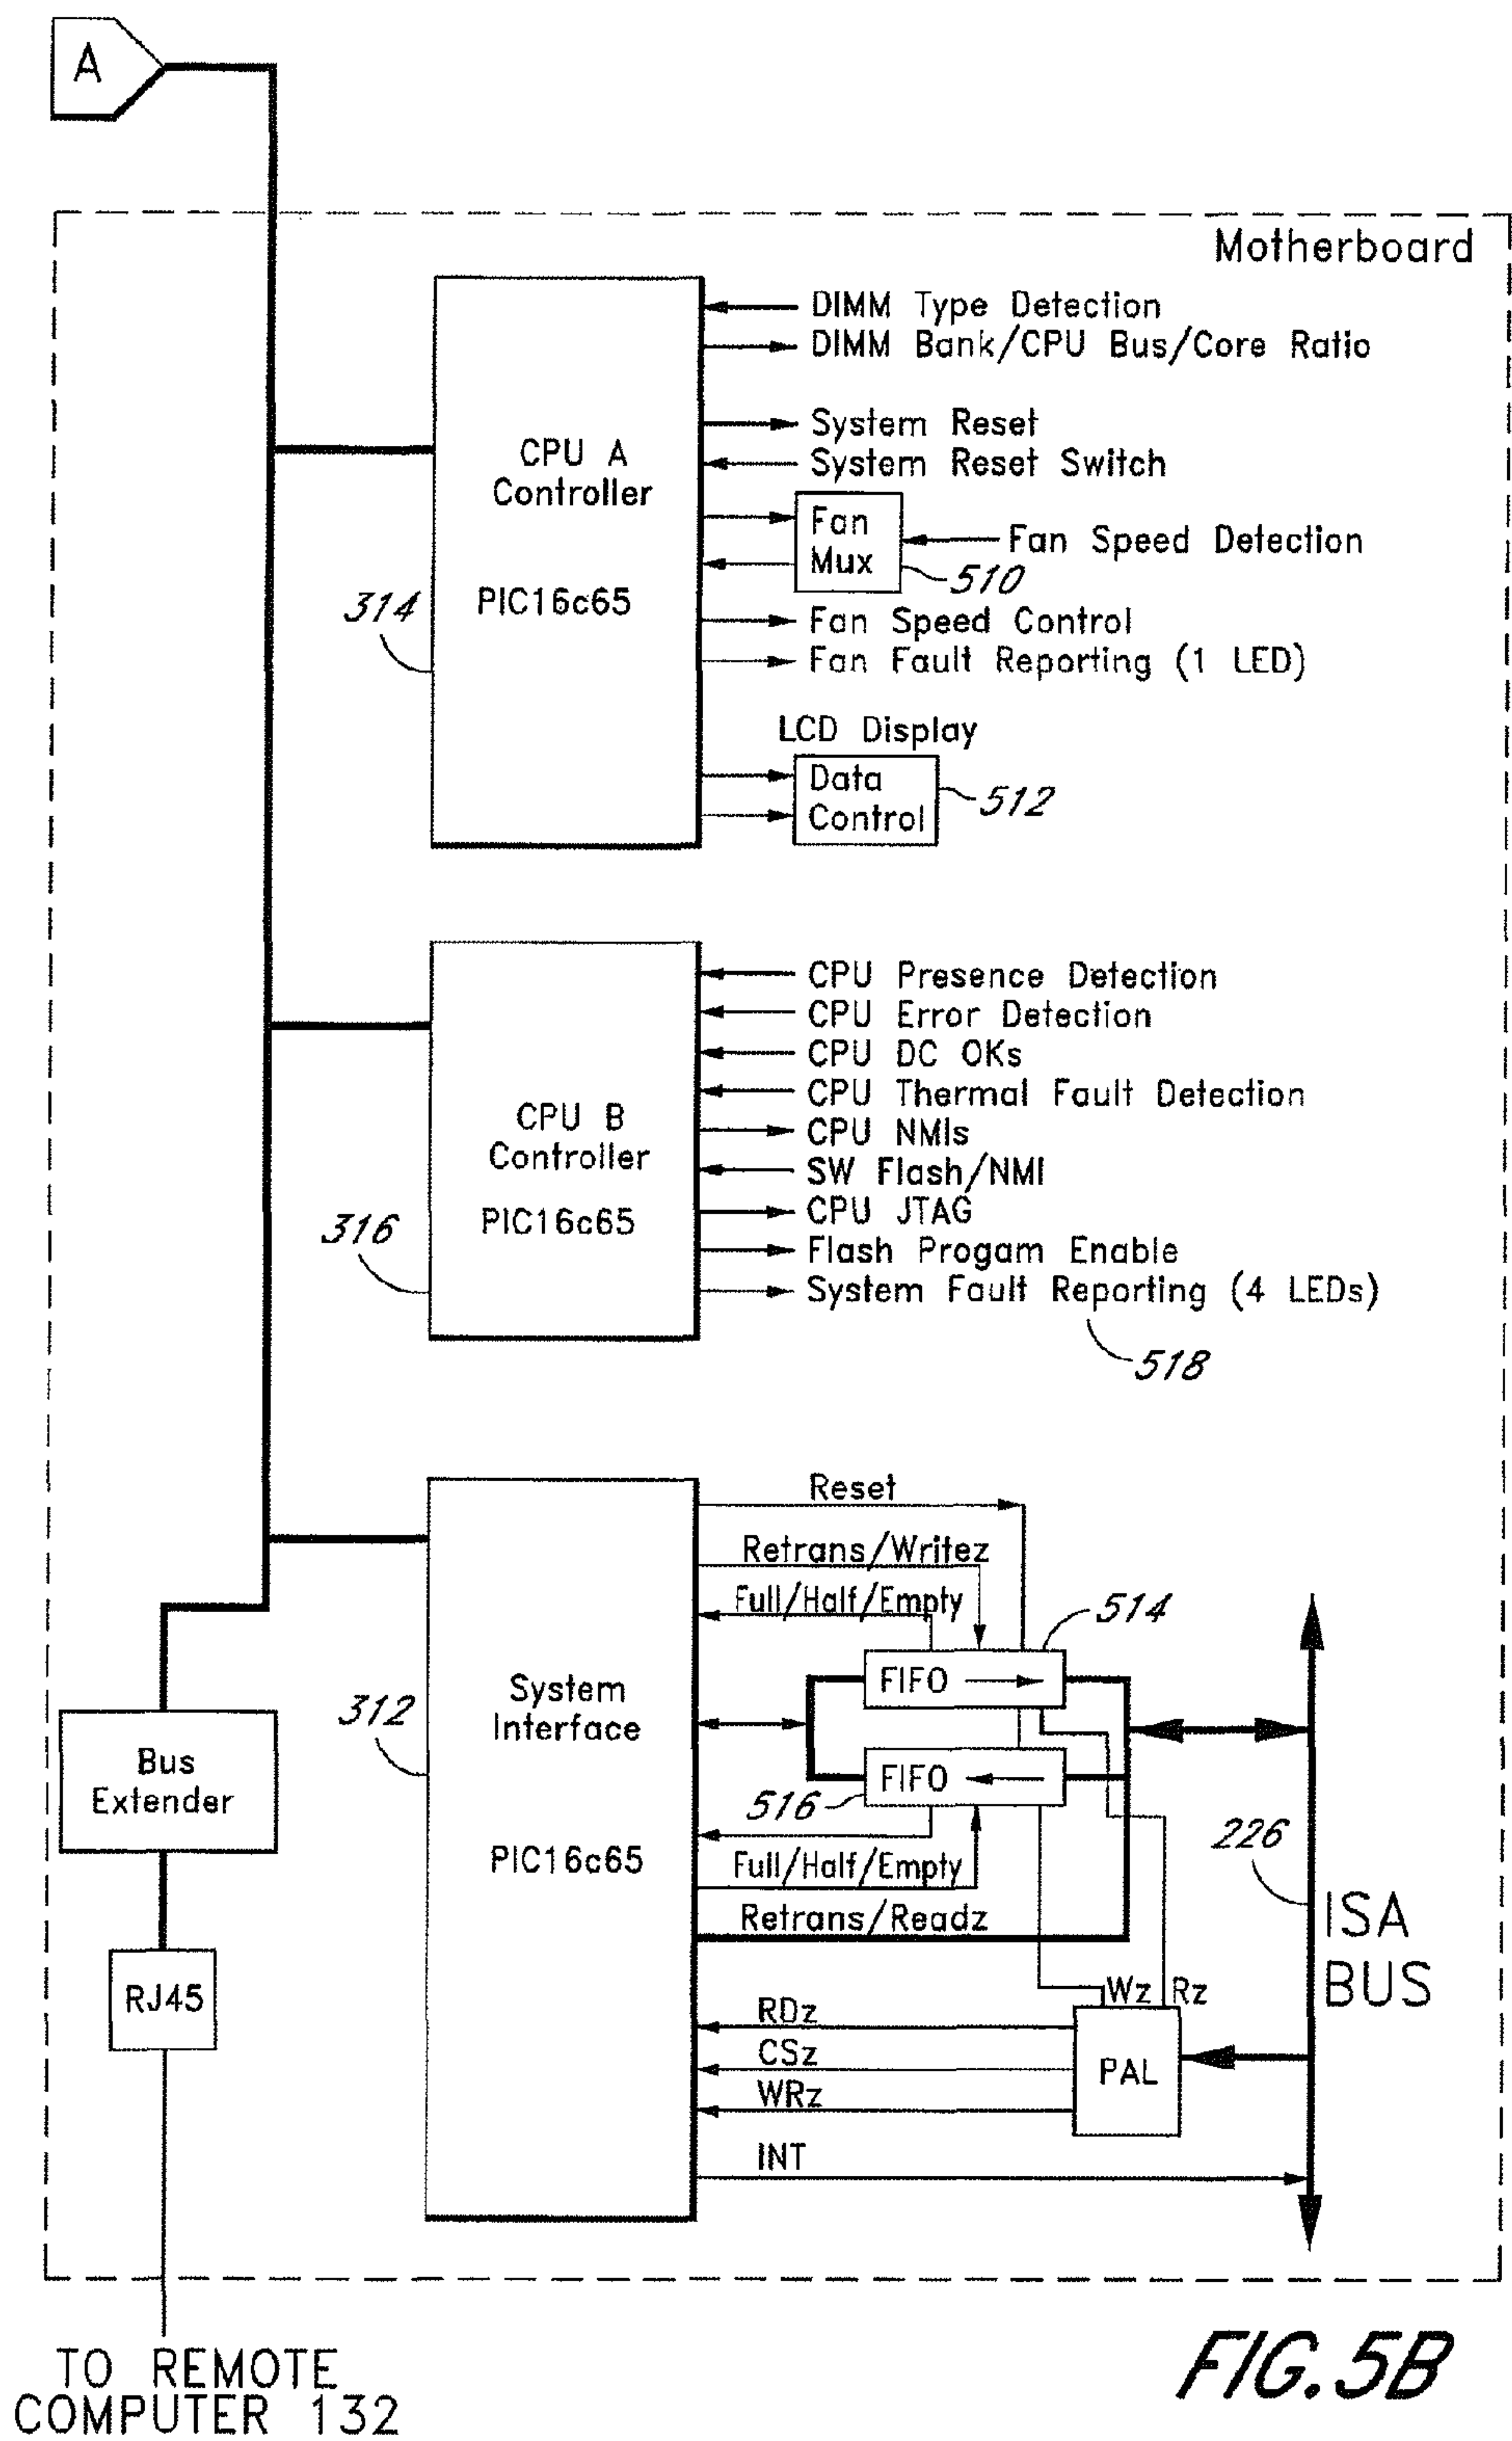 A
Motherboard
DIMM Type Detection
DIMM Bank/CPU Bus/Core Ratio
System Reset
System Reset Switch
CPU A
Controller
PIC16c65
314
Fan
Mux
510
Fan Speed Detection
Fan Speed Control
Fan Fault Reporting (1 LED)
LCD Display
Data
Control
512
CPU Presence Detection
CPU Error Detection
CPU DC OKs
CPU Thermal Fault Detection
CPU NMIs
SW Flash/NMI
CPU JTAG
Flash Progam Enable
System Fault Reporting (4 LEDs)
518
CPU B
Controller
PIC16c65
316
Reset
Retrans/Writez
Full/Half/Empty
514
FIFO
System
Interface
312
PIC16c65
FIFO
516
Full/Half/Empty
Retrans/Readz
226
ISA
BUS
Bus
Extender
RJ45
Wz Rz
RDz
CSz
WRz
PAL
INT
TO REMOTE
COMPUTER 132
FIG. 5B